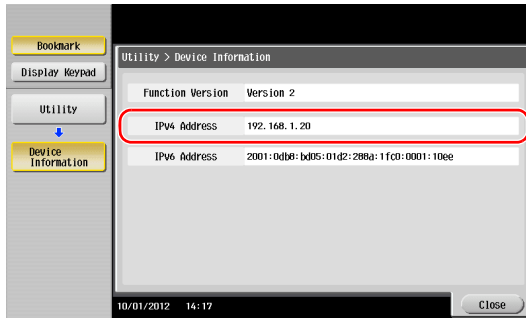 Bookmark
Display Keypad
Utility
Device
Information
Utility > Device Information
Function Version Version 2
IPv4 Address 192.168.1.20
IPv6 Address 2001:0db8:bd05:01d2:288a:1fc0:0001:10ee
10/01/2012 14:17
Close